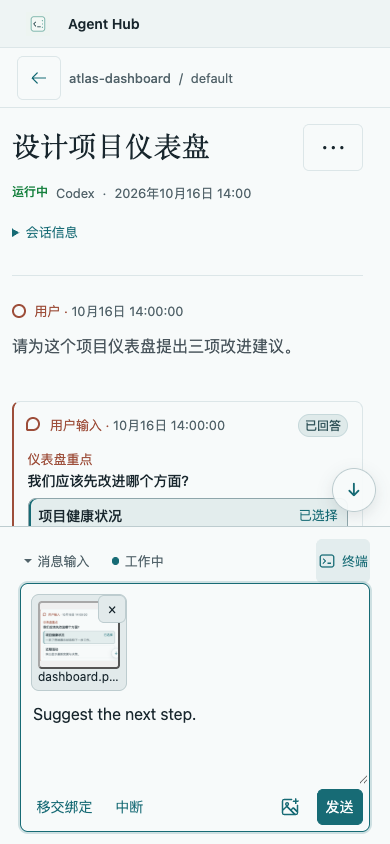 Agent Hub
atlas-dashboard / default
设计项目仪表盘
运行中 Codex · 2026年10月16日 14:00
会话信息
用户 · 10月16日 14:00:00
请为这个项目仪表盘提出三项改进建议。
用户输入 · 10月16日 14:00:00 已回答
仪表盘重点
我们应该先改进哪个方面?
项目健康状况 已选择
消息输入 工作中 终端
dashboard.p...
Suggest the next step.
移交绑定 中断 发送